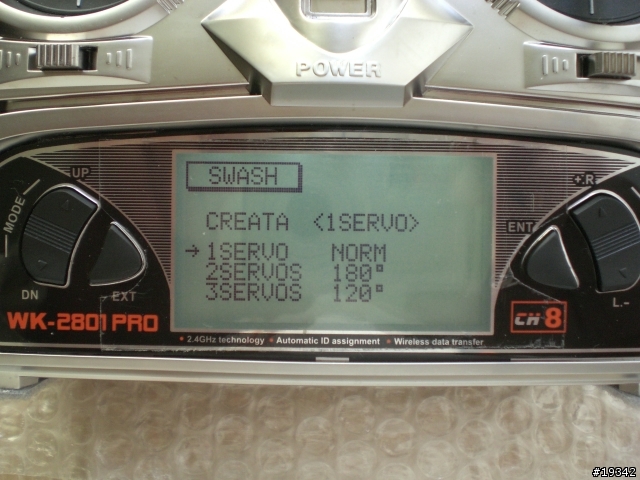 POWER
SWASH
CREATA <1SERVO>
→1SERVO NORM
2SERVOS 180°
3SERVOS 120°
UP
MODE
DN
EXT
+.R
ENT
L.-
WK-2801 PRO
CH 8
• 2.4GHz technology • Automatic ID assignment • Wireless data transfer
#19342